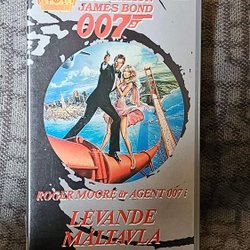 JAMES BOND
007
ROGER MOORE är AGENT 007 i
LEVANDE
MÅLTAVLA